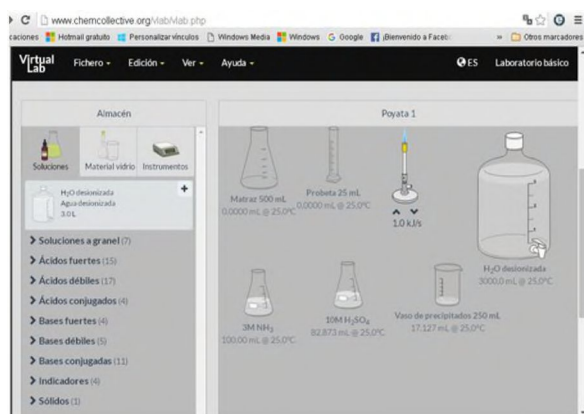 www.chemcollective.org/vlab/vlab.php
caciones Hotmail gratuito Personalizar vínculos Windows Media Windows Google ¡Bienvenido a Faceb » Otros marcadores
Virtual Lab Fichero Edición Ver Ayuda ES Laboratorio básico
Almacén
Poyata 1
Soluciones Material vidrio Instrumentos
H₂O desionizada
Agua desionizada
3.0 L
Soluciones a granel (7)
Ácidos fuertes (15)
Ácidos débiles (17)
Ácidos conjugados (4)
Bases fuertes (4)
Bases débiles (5)
Bases conjugadas (11)
Indicadores (4)
Sólidos (1)
Matraz 500 mL
0.0000 mL @ 25,0°C
Probeta 25 mL
0.0000 mL @ 25,0°C
1.0 kJ/s
H₂O desionizada
3000,0 mL @ 25,0°C
3M NH₃
100.00 mL @ 25,0°C
10M H₂SO₄
82.873 mL @ 25,0°C
Vaso de precipitados 250 mL
17.127 mL @ 25,0°C